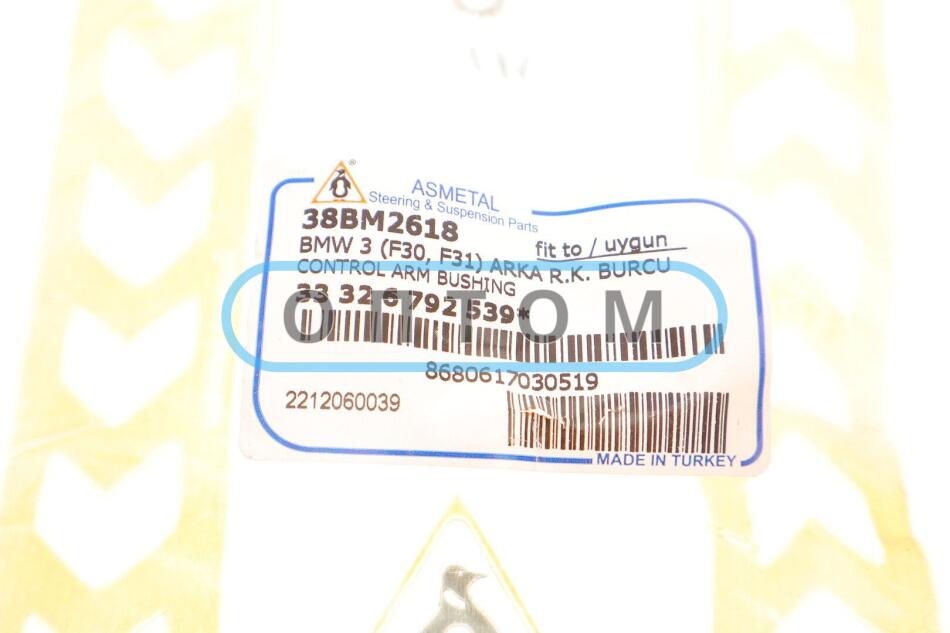 ®
ASMETAL
Steering & Suspension Parts
38BM2618
fit to / uygun
BMW 3 (F30, F31) ARKA R.K. BURCU
CONTROL ARM BUSHING
33 32 6 792 539*
ОПТОМ
8680617030519
2212060039
MADE IN TURKEY